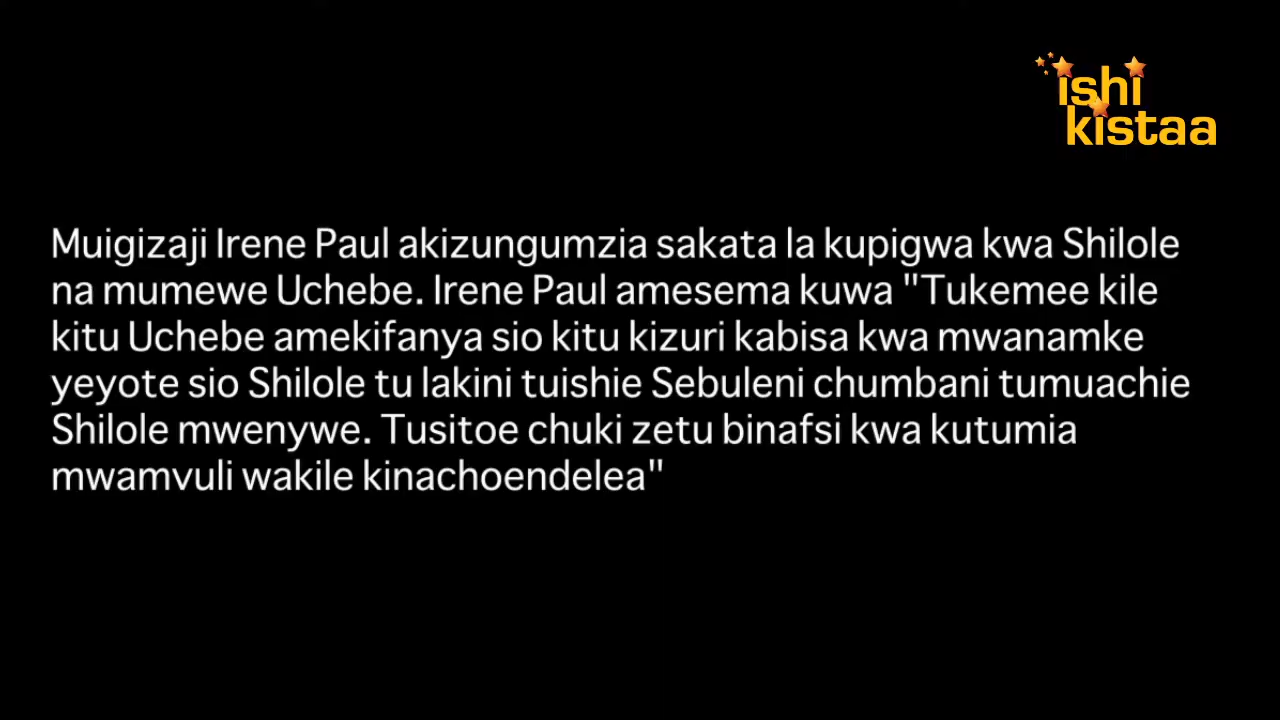 ishi
kistaa
Muigizaji Irene Paul akizungumzia sakata la kupigwa kwa Shilole
na mumewe Uchebe. Irene Paul amesema kuwa "Tukemee kile
kitu Uchebe amekifanya sio kitu kizuri kabisa kwa mwanamke
yeyote sio Shilole tu lakini tuishie Sebuleni chumbani tumuachie
Shilole mwenywe. Tusitoe chuki zetu binafsi kwa kutumia
mwamvuli wakile kinachoendelea"